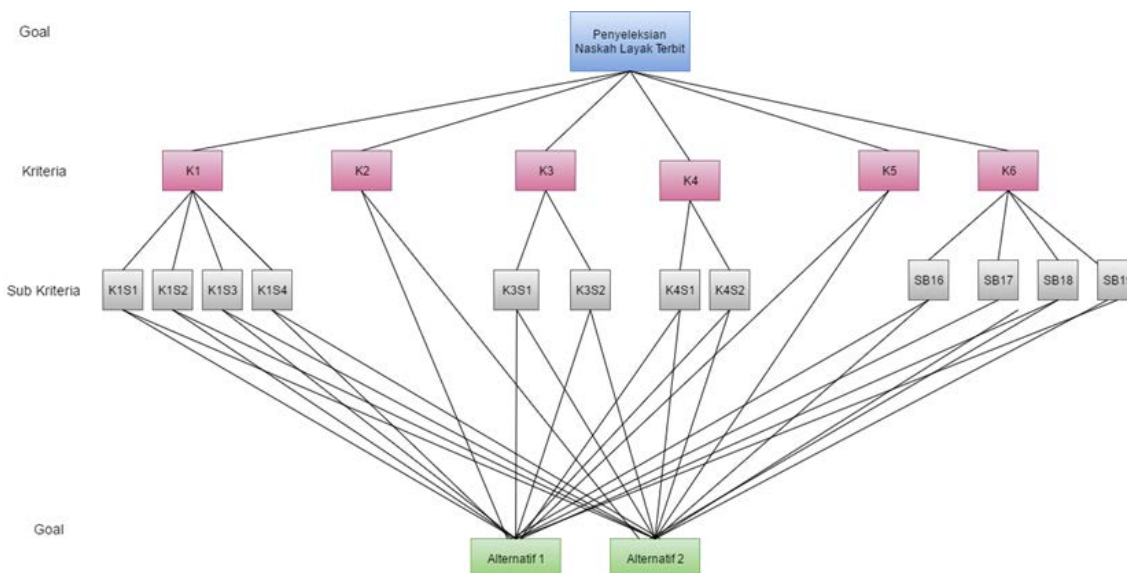 Goal
Penyeleksian
Naskah Layak Terbit
Kriteria
K1
K2
K3
K4
K5
K6
Sub Kriteria
K1S1
K1S2
K1S3
K1S4
K3S1
K3S2
K4S1
K4S2
SB16
SB17
SB18
SB19
Goal
Alternatif 1
Alternatif 2